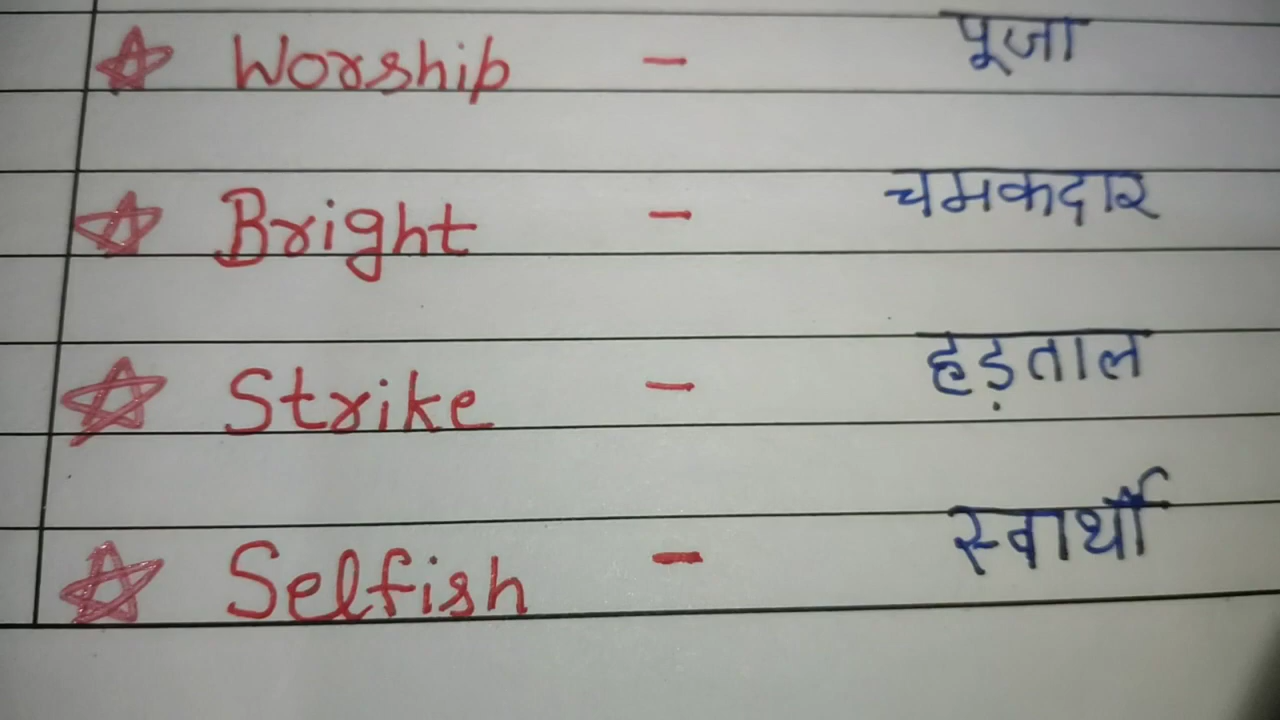 ☆ Worship - पूजा
☆ Bright - चमकदार
☆ Strike - हड़ताल
☆ Selfish - स्वार्थी